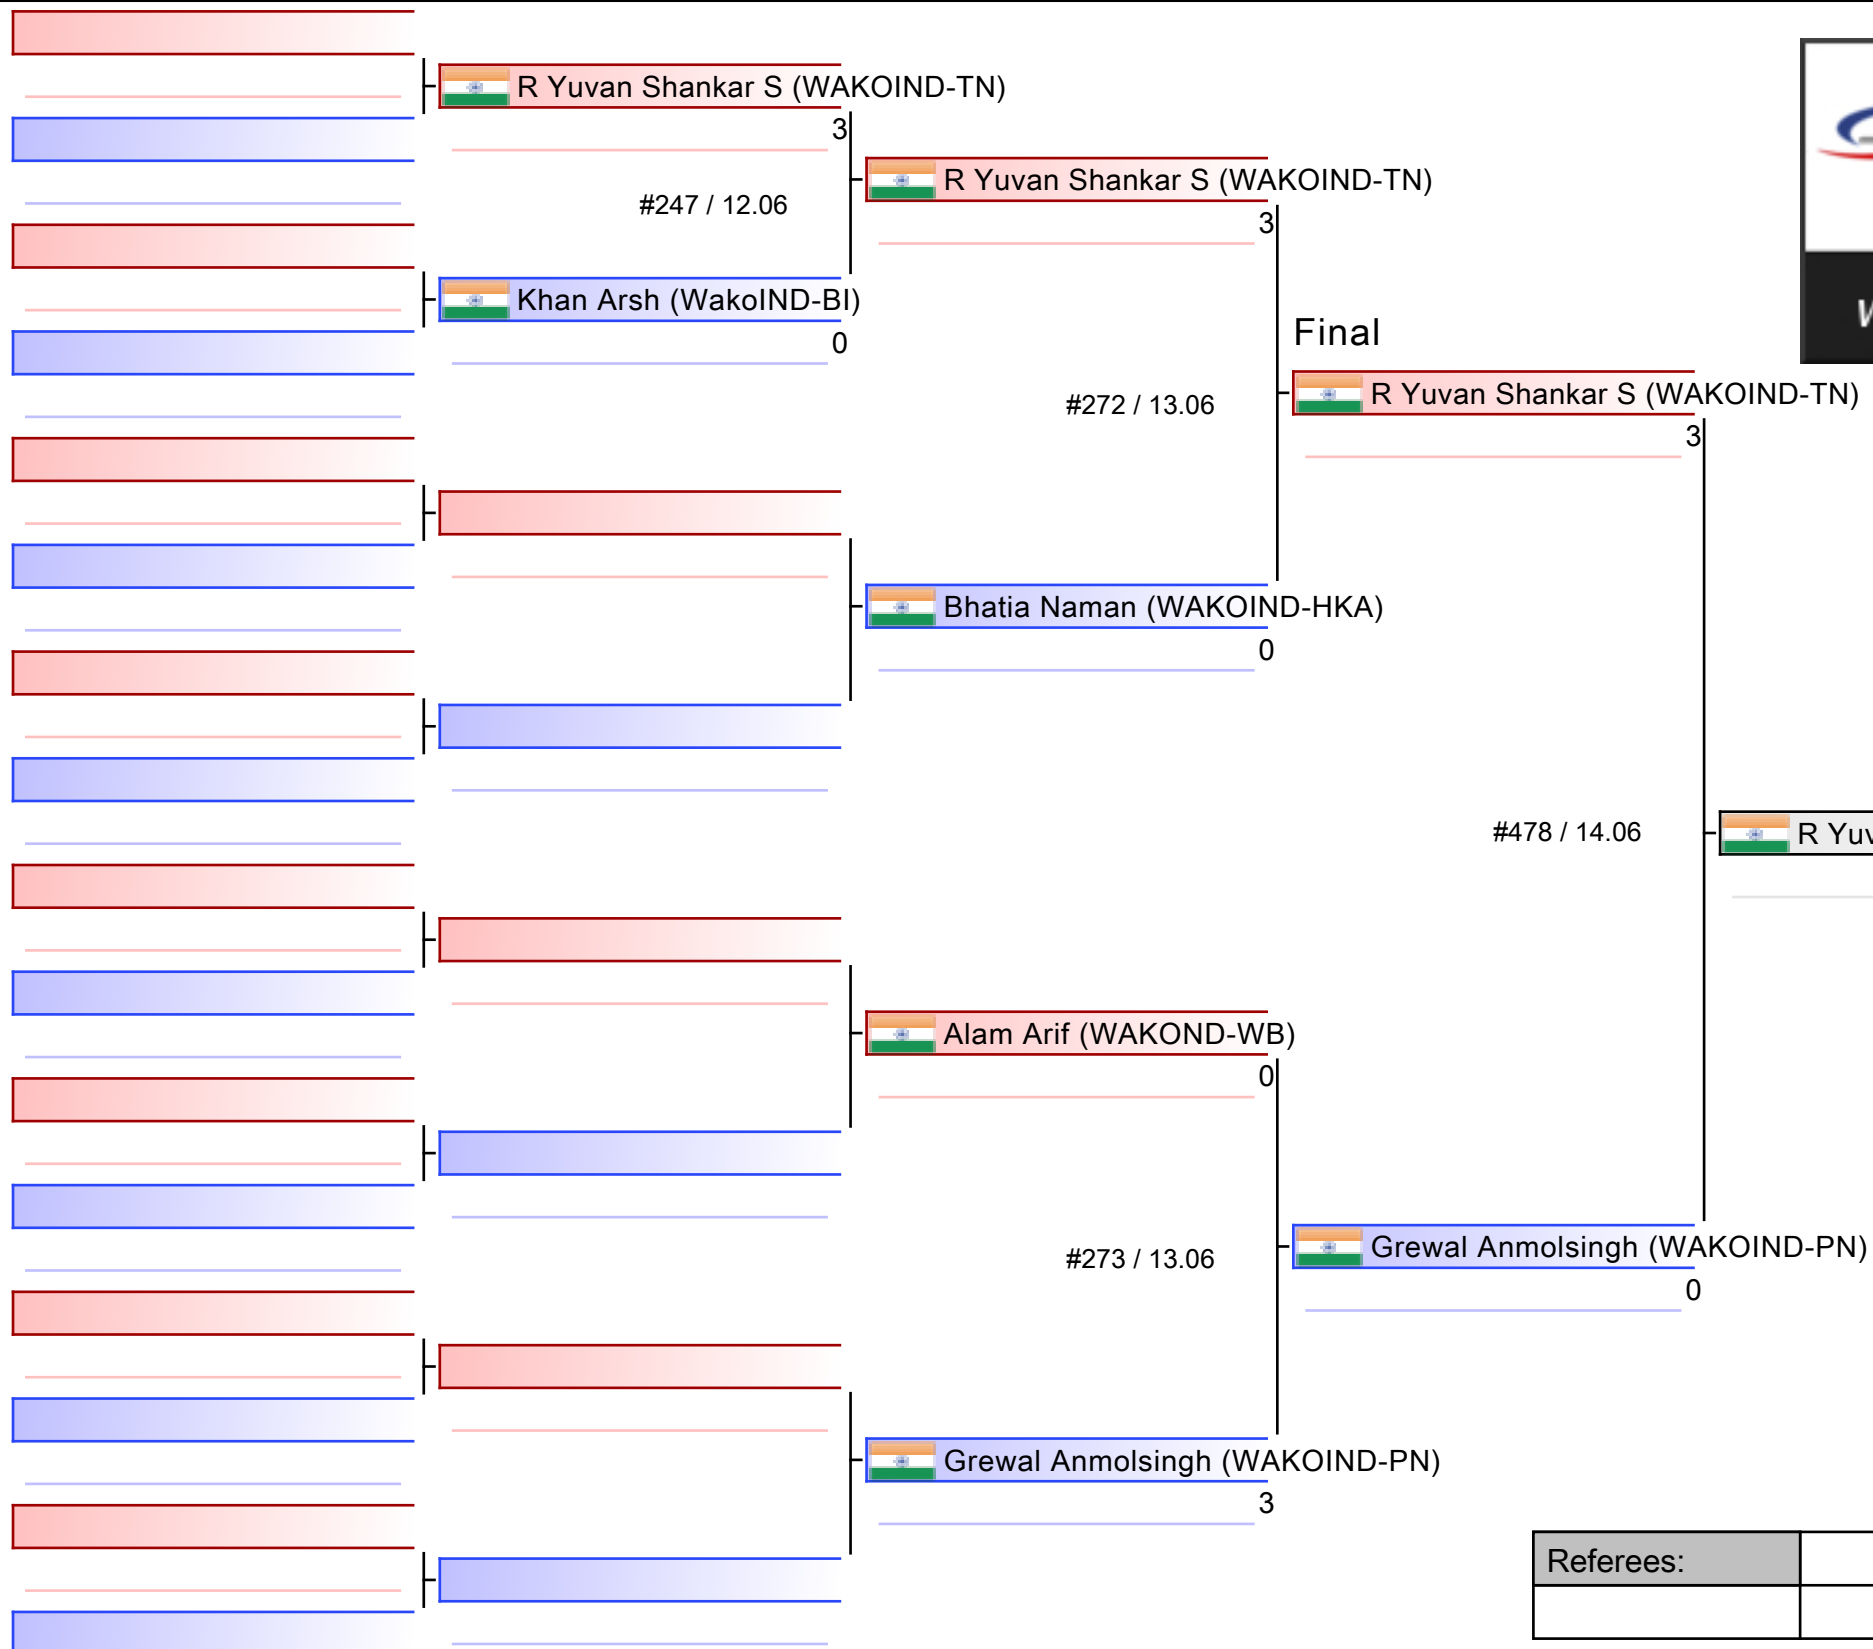 R Yuvan Shankar S (WAKOIND-TN)
3
#247 / 12.06
Khan Arsh (WakoIND-BI)
0
R Yuvan Shankar S (WAKOIND-TN)
3
#272 / 13.06
Bhatia Naman (WAKOIND-HKA)
0
Alam Arif (WAKOND-WB)
0
#273 / 13.06
Grewal Anmolsingh (WAKOIND-PN)
3
Final
R Yuvan Shankar S (WAKOIND-TN)
3
#478 / 14.06
Grewal Anmolsingh (WAKOIND-PN)
0
R Yuv
Referees: